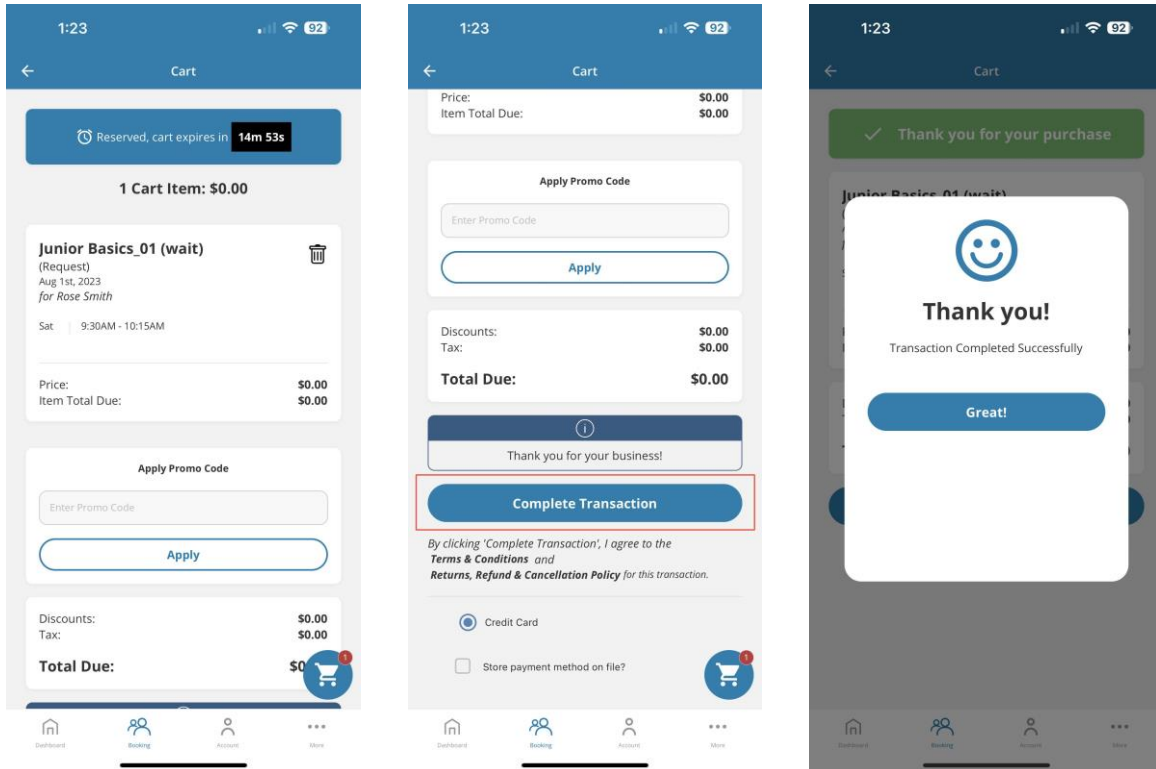 1:23
92
Cart
Reserved, cart expires in 14m 53s
1 Cart Item: $0.00
Junior Basics_01 (wait)
(Request)
Aug 1st, 2023
for Rose Smith
Sat 9:30AM - 10:15AM
Price: $0.00
Item Total Due: $0.00
Apply Promo Code
Enter Promo Code
Apply
Discounts: $0.00
Tax: $0.00
Total Due: $0
1
Dashboard Booking Account More
1:23
92
Cart
Price: $0.00
Item Total Due: $0.00
Apply Promo Code
Enter Promo Code
Apply
Discounts: $0.00
Tax: $0.00
Total Due: $0.00
Thank you for your business!
Complete Transaction
By clicking 'Complete Transaction', I agree to the
Terms & Conditions and
Returns, Refund & Cancellation Policy for this transaction.
Credit Card
Store payment method on file?
1
Dashboard Booking Account More
1:23
92
Cart
Thank you for your purchase
Junior Basics_01 (wait)
Thank you!
Transaction Completed Successfully
Great!
Dashboard Booking Account More